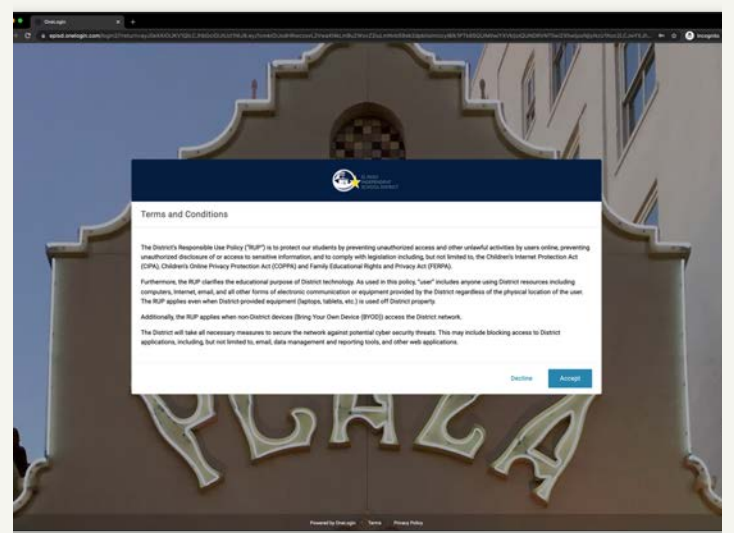 OneLogin
episd.onelogin.com
Incognito
EL PASO
INDEPENDENT
SCHOOL DISTRICT
Terms and Conditions
The District's Responsible Use Policy ("RUP") is to protect our students by preventing unauthorized access and other unlawful activities by users online, preventing
unauthorized disclosure of or access to sensitive information, and to comply with legislation including, but not limited to, the Children's Internet Protection Act
(CIPA), Children's Online Privacy Protection Act (COPPA) and Family Educational Rights and Privacy Act (FERPA).
Furthermore, the RUP clarifies the educational purpose of District technology. As used in this policy, "user" includes anyone using District resources including
computers, Internet, email, and all other forms of electronic communication or equipment provided by the District regardless of the physical location of the user.
The RUP applies even when District-provided equipment (laptops, tablets, etc.) is used off District property.
Additionally, the RUP applies when non-District devices (Bring Your Own Device (BYOD)) access the District network.
The District will take all necessary measures to secure the network against potential cyber security threats. This may include blocking access to District
applications, including, but not limited to, email, data management and reporting tools, and other web applications.
Decline Accept
PLAZA
Powered by OneLogin Terms Privacy Policy